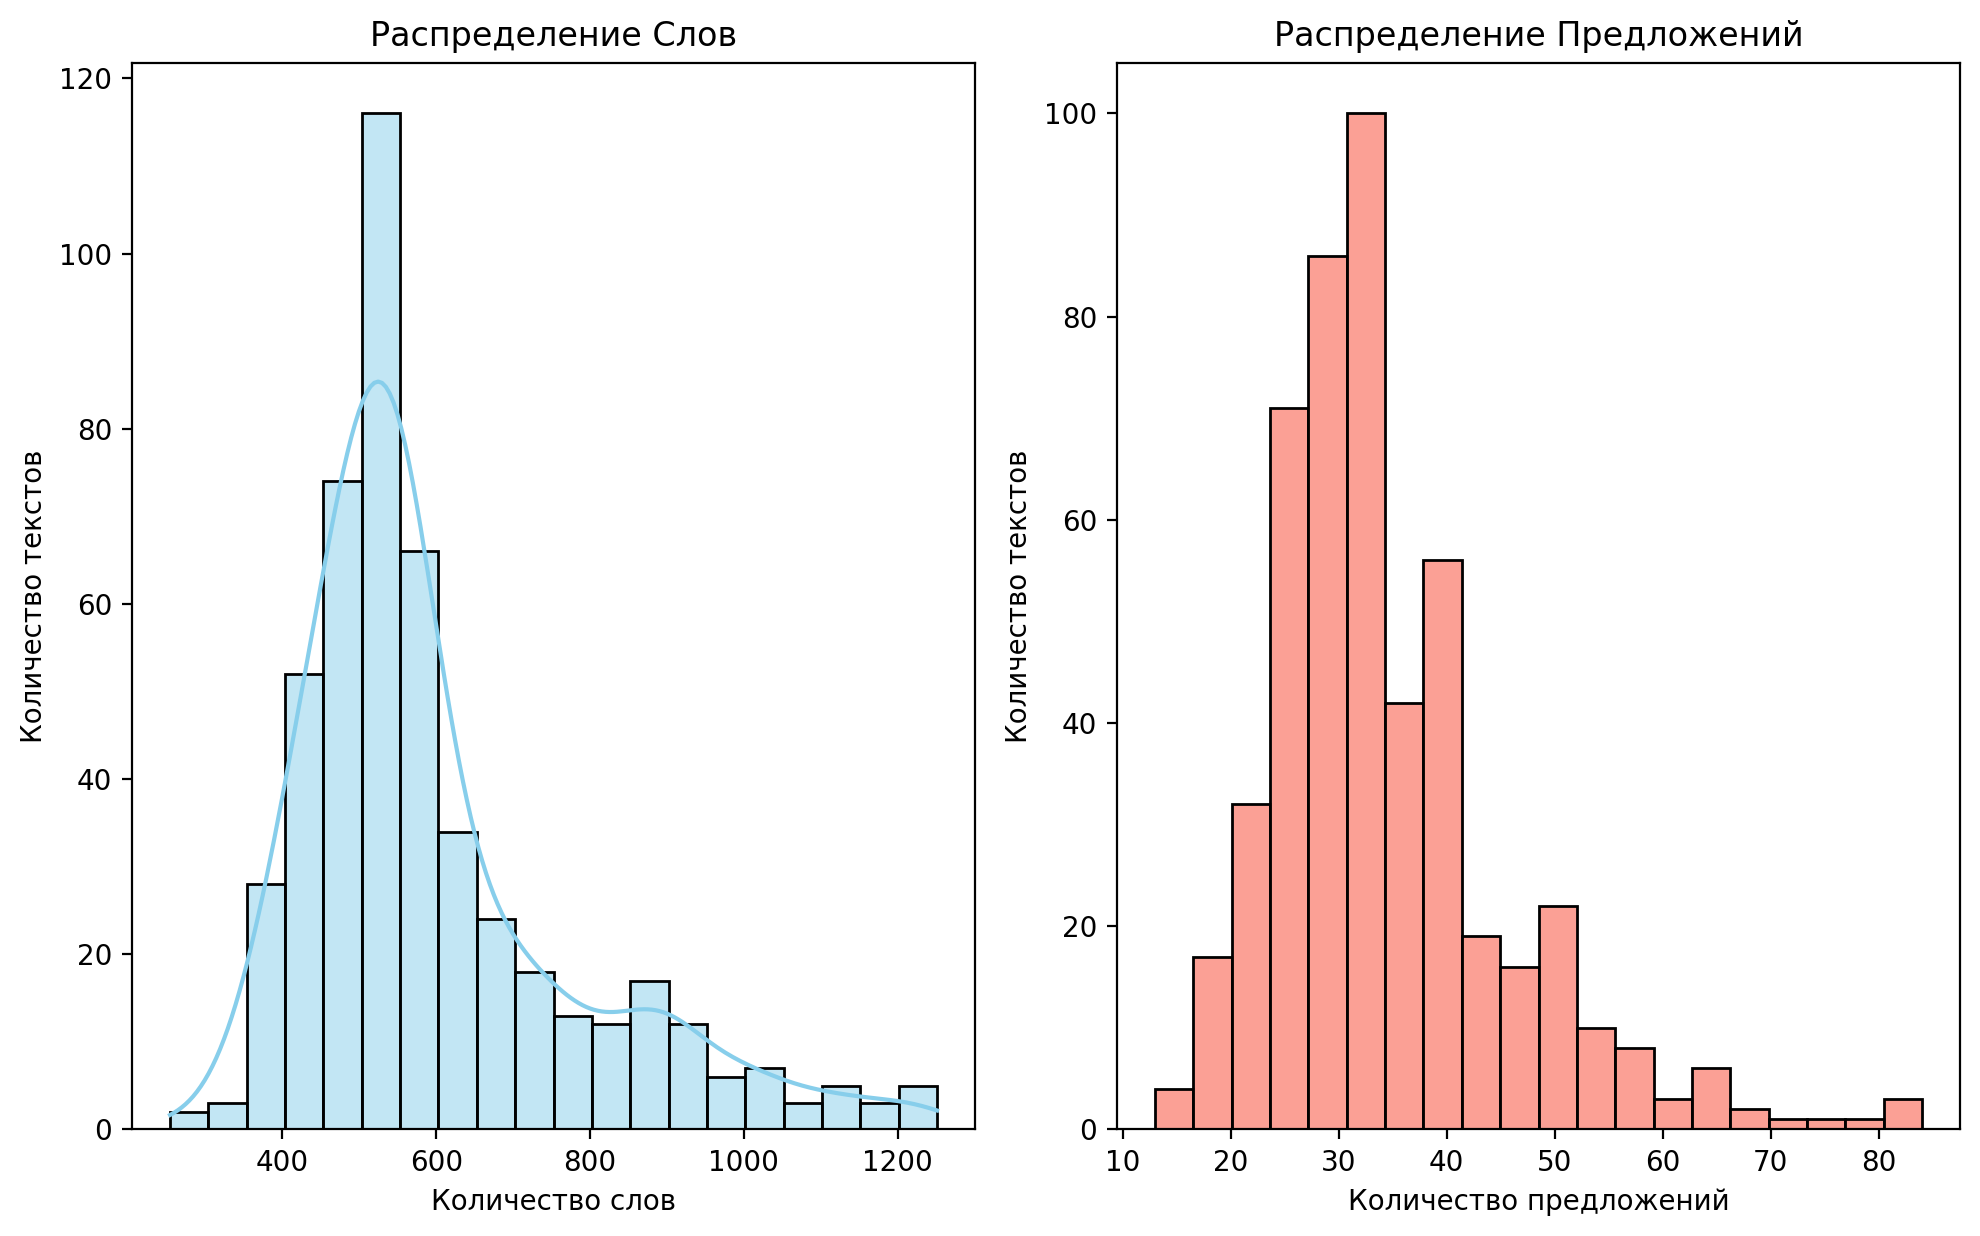 Распределение Слов
120
100
80
60
40
20
0
Количество текстов
400 600 800 1000 1200
Количество слов
Распределение Предложений
100
80
60
40
20
0
Количество текстов
10 20 30 40 50 60 70 80
Количество предложений